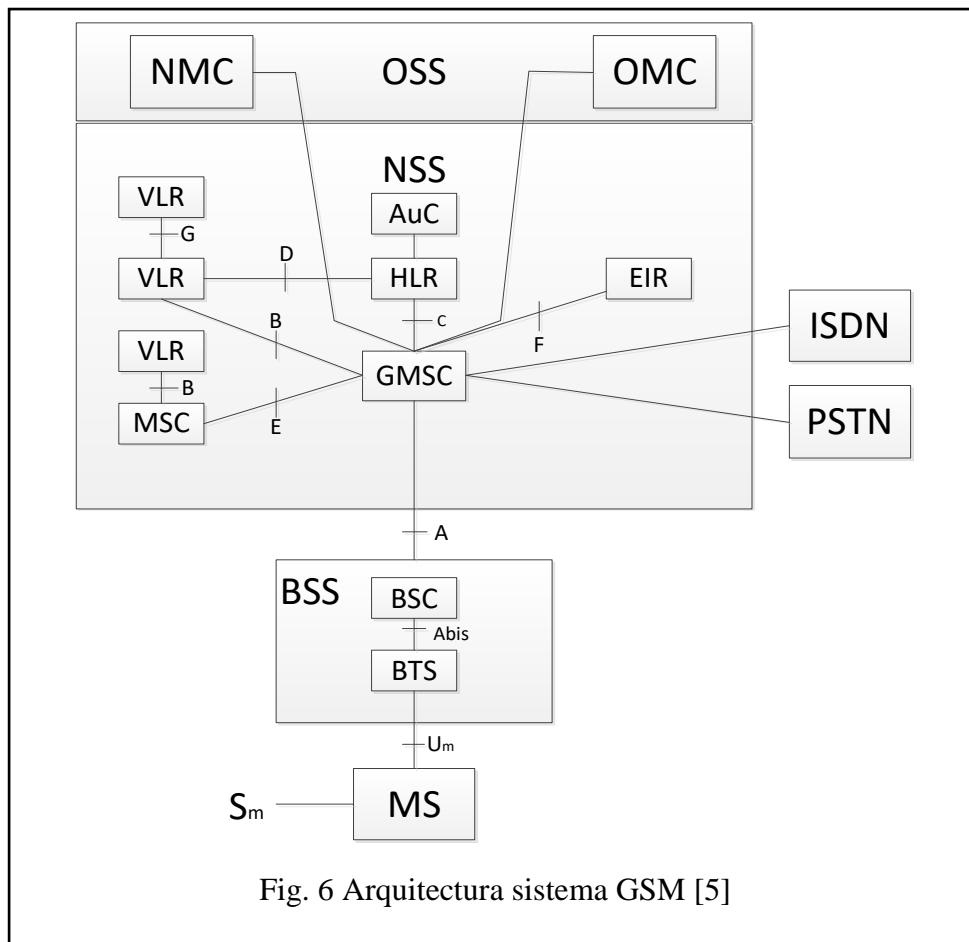 NMC
OSS
OMC
NSS
VLR
AuC
G
D
VLR
HLR
EIR
B
C
F
ISDN
VLR
GMSC
B
MSC
E
PSTN
A
BSS
BSC
Abis
BTS
Um
Sm
MS
Fig. 6 Arquitectura sistema GSM [5]